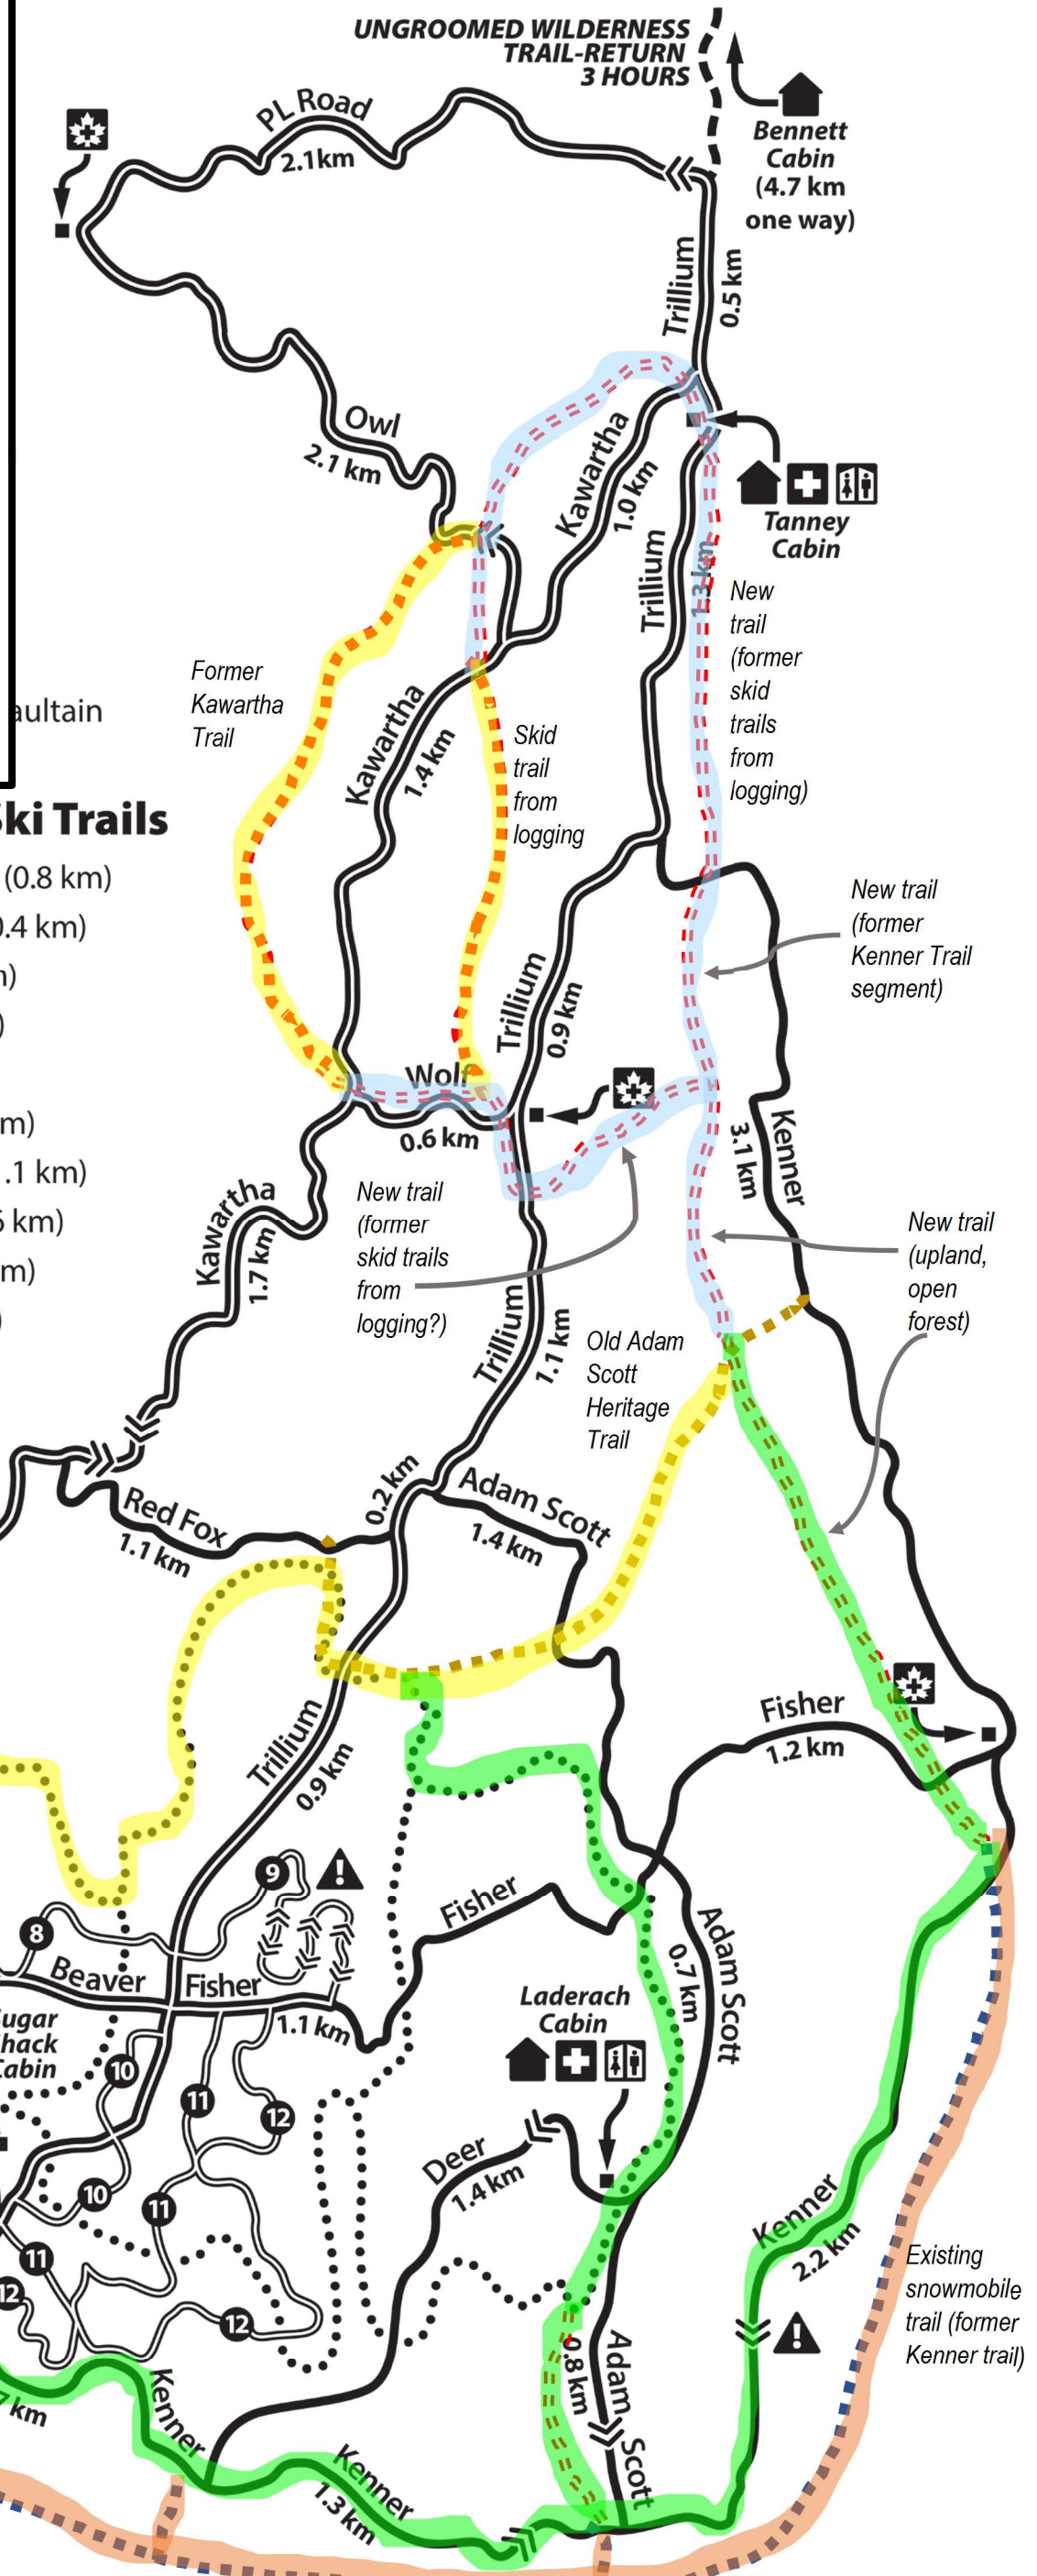 UNGROOMED WILDERNESS
TRAIL-RETURN
3 HOURS
Bennett
Cabin
(4.7 km
one way)
PL Road
2.1km
Trillium
0.5 km
Owl
2.1 km
Kawartha
1.0 km
Tanney
Cabin
Trillium
1.3 km
New
trail
(former
skid
trails
from
logging)
Former
Kawartha
Trail
Kawartha
1.4 km
Skid
trail
from
logging
aultain
ki Trails
(0.8 km)
.4 km)
)
)
m)
.1 km)
km)
m)
)
New trail
(former
Kenner Trail
segment)
Trillium
0.9 km
Wolf
0.6 km
Kenner
3.1 km
Kawartha
1.7 km
New trail
(former
skid trails
from
logging?)
New trail
(upland,
open
forest)
Trillium
1.1 km
Old Adam
Scott
Heritage
Trail
0.2 km
Adam Scott
1.4 km
Red Fox
1.1 km
Fisher
1.2 km
Trillium
0.9 km
9
!
8
Beaver
Fisher
1.1 km
Fisher
Adam Scott
0.7 km
ugar
hack
abin
Laderach
Cabin
10
11
12
Deer
1.4 km
10
11
11
12
12
Kenner
2.2 km
!
Existing
snowmobile
trail (former
Kenner trail)
0.8 km
Adam
Scott
7 km
Kenner
Kenner
1.3 km